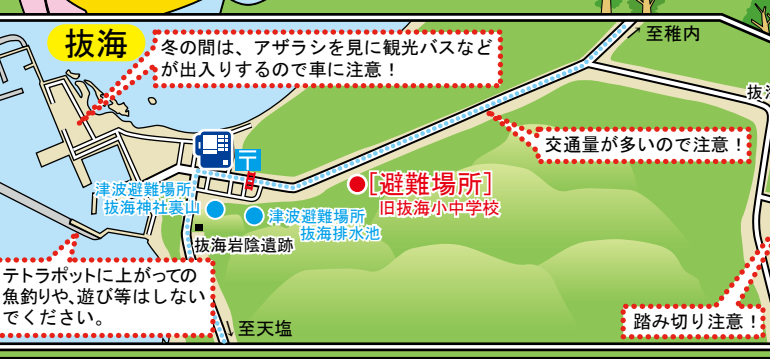 抜海
冬の間は、アザラシを見に観光バスなど
が出入りするので車に注意！
至稚内
抜海
交通量が多いので注意！
〒
[避難場所]
旧抜海小中学校
津波避難場所
抜海神社裏山
津波避難場所
抜海排水池
抜海岩陰遺跡
テトラポットに上がっての
魚釣りや、遊び等はしない
でください。
至天塩
踏み切り注意！